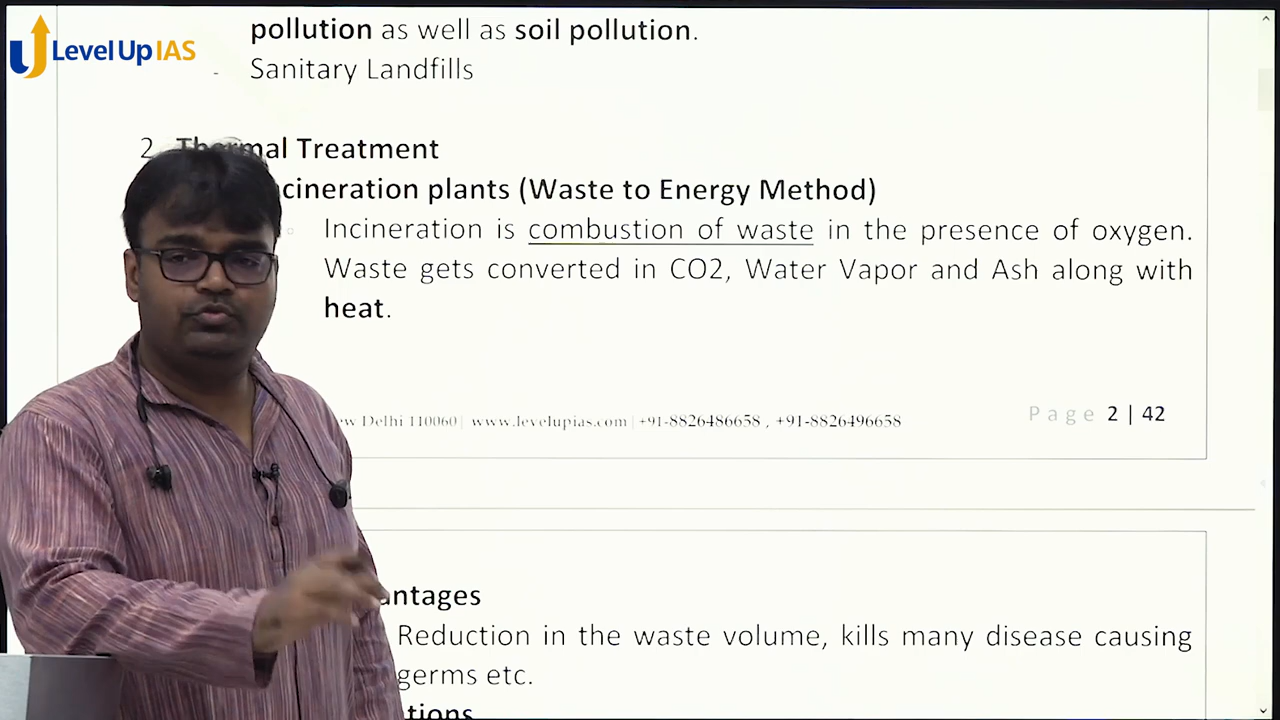 pollution as well as soil pollution.
Level Up IAS
- Sanitary Landfills
2 Thermal Treatment
ncineration plants (Waste to Energy Method)
Incineration is combustion of waste in the presence of oxygen.
Waste gets converted in CO2, Water Vapor and Ash along with
heat.
ew Delhi 110060 | www.levelupias.com | +91-8826486658 , +91-8826496658
Page 2 | 42
antages
Reduction in the waste volume, kills many disease causing
germs etc.
tions